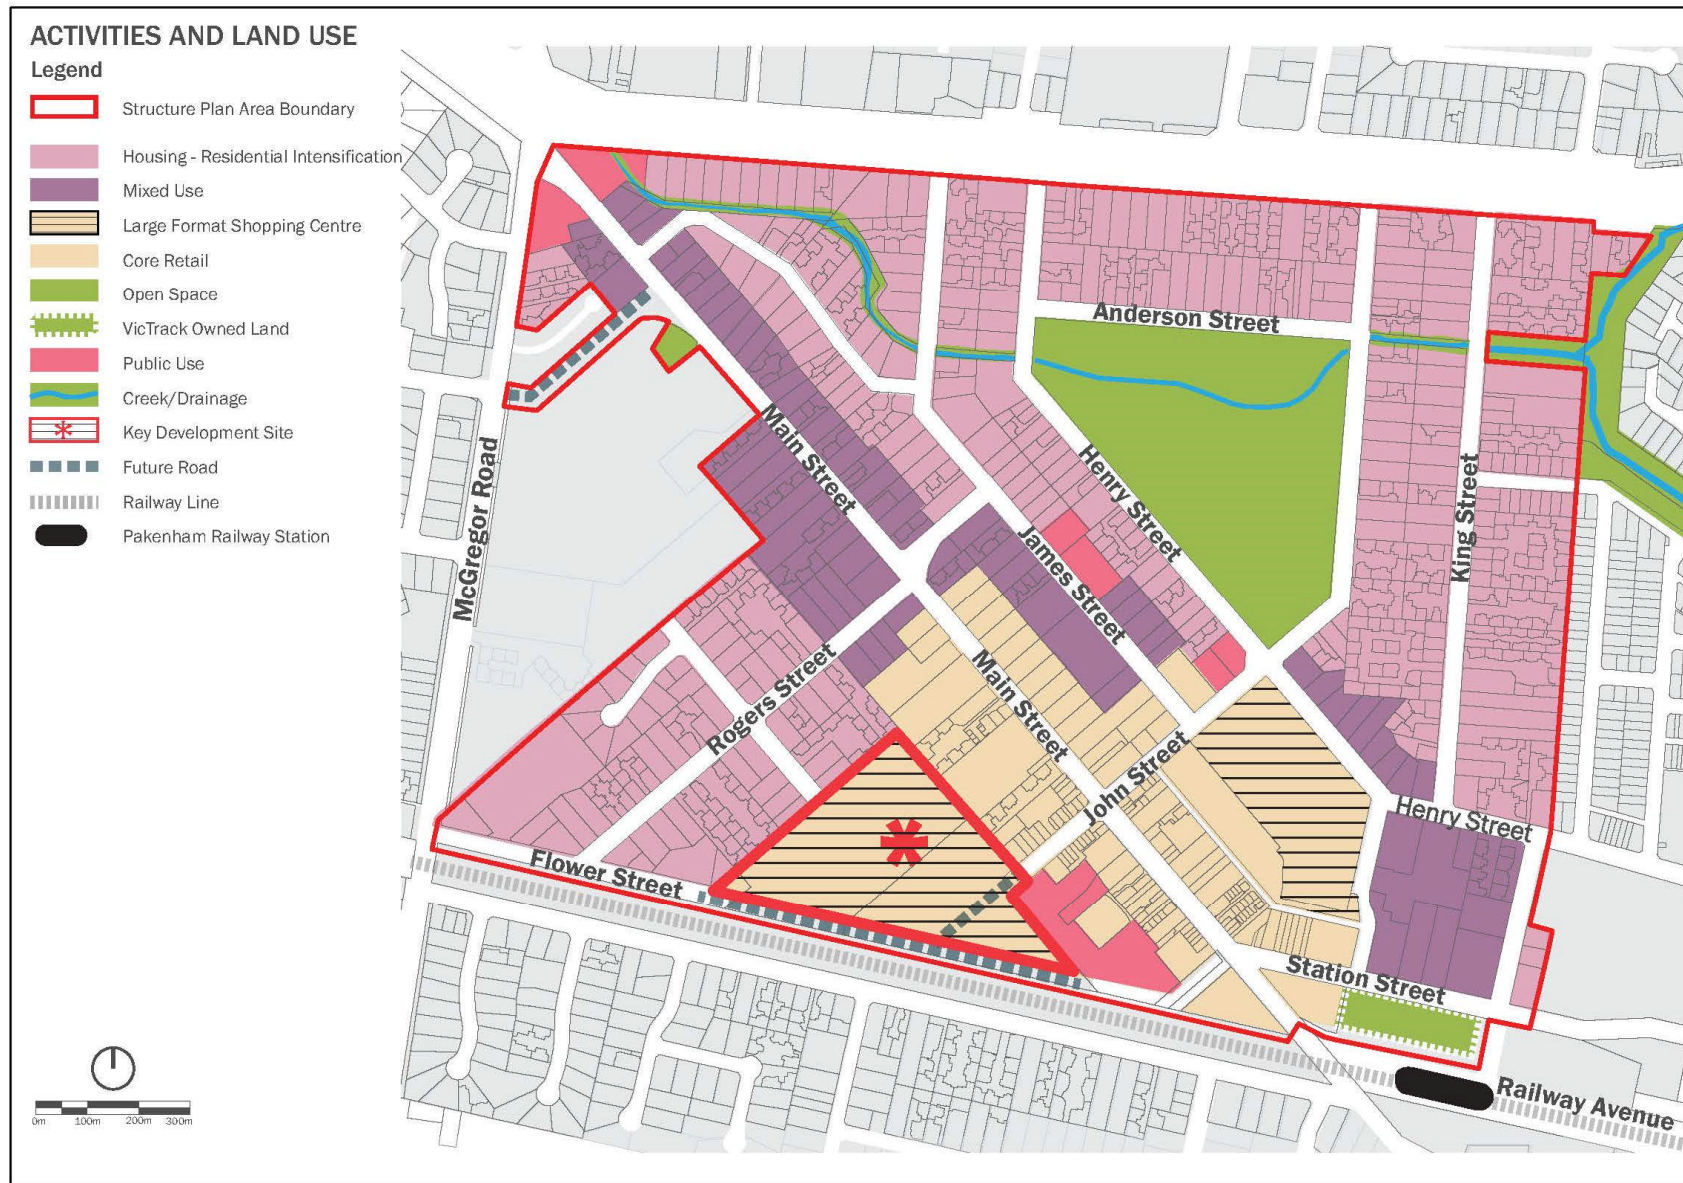 ACTIVITIES AND LAND USE
Legend
Structure Plan Area Boundary
Housing - Residential Intensification
Mixed Use
Large Format Shopping Centre
Core Retail
Open Space
VicTrack Owned Land
Public Use
Creek/Drainage
Key Development Site
Future Road
Railway Line
Pakenham Railway Station
0m 100m 200m 300m
Anderson Street
Main Street
Henry Street
King Street
McGregor Road
James Street
Rogers Street
Main Street
John Street
Henry Street
Flower Street
Station Street
Railway Avenue